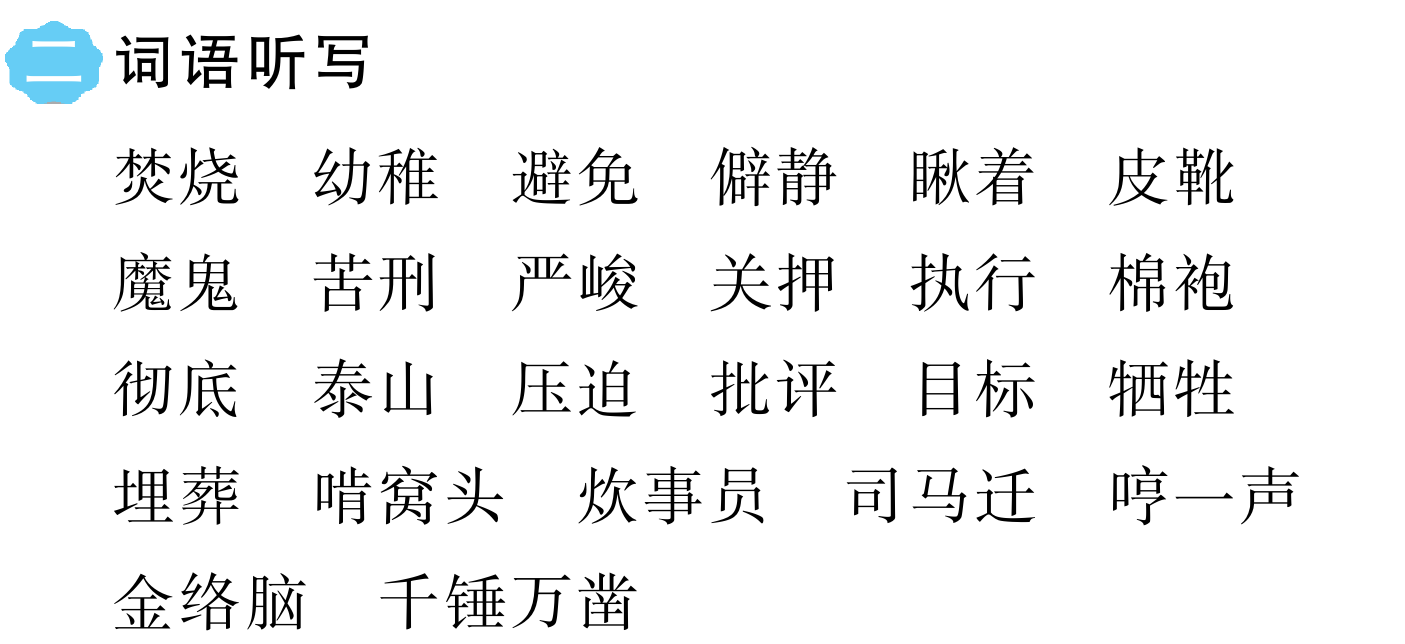 二 词语听写
焚烧 幼稚 避免 僻静 瞅着 皮靴
魔鬼 苦刑 严峻 关押 执行 棉袍
彻底 泰山 压迫 批评 目标 牺牲
埋葬 啃窝头 炊事员 司马迁 哼一声
金络脑 千锤万凿